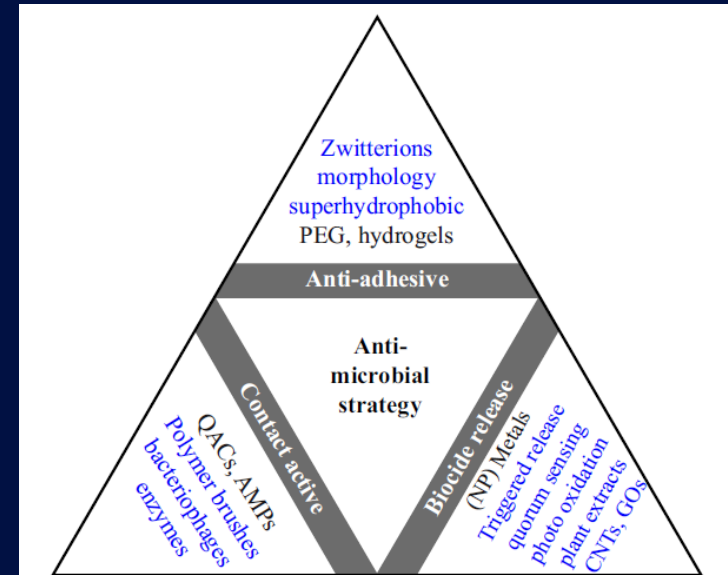 Zwitterions
morphology
superhydrophobic
PEG, hydrogels
Anti-adhesive
Anti-
microbial
strategy
Contact active
QACs, AMPs
Polymer brushes
bacteriophages
enzymes
Biocide release
(NP) Metals
Triggered release
quorum sensing
photo oxidation
plant extracts
CNTs, GOs